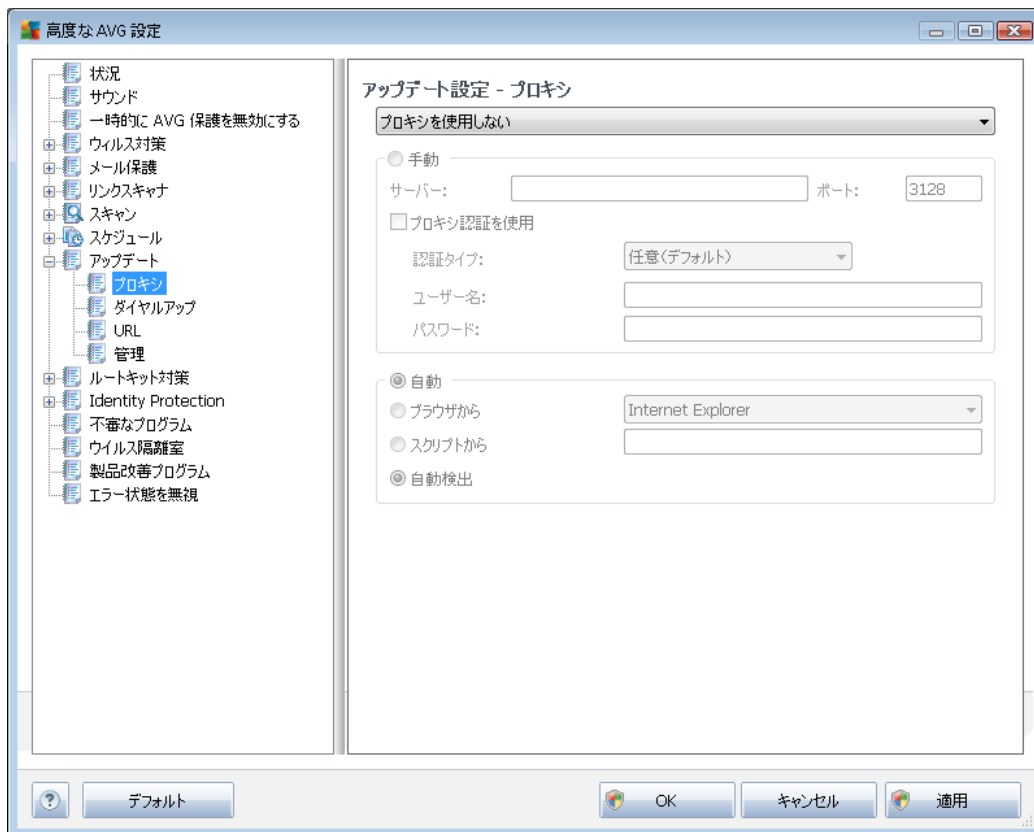 高度な AVG 設定
状況
サウンド
一時的に AVG 保護を無効にする
ウィルス対策
メール保護
リンクスキャナ
スキャン
スケジュール
アップデート
プロキシ
ダイヤルアップ
URL
管理
ルートキット対策
Identity Protection
不審なプログラム
ウイルス隔離室
製品改善プログラム
エラー状態を無視
アップデート設定 - プロキシ
プロキシを使用しない
手動
サーバー: ポート: 3128
プロキシ認証を使用
認証タイプ: 任意(デフォルト)
ユーザー名:
パスワード:
自動
ブラウザから Internet Explorer
スクリプトから
自動検出
? デフォルト OK キャンセル 適用